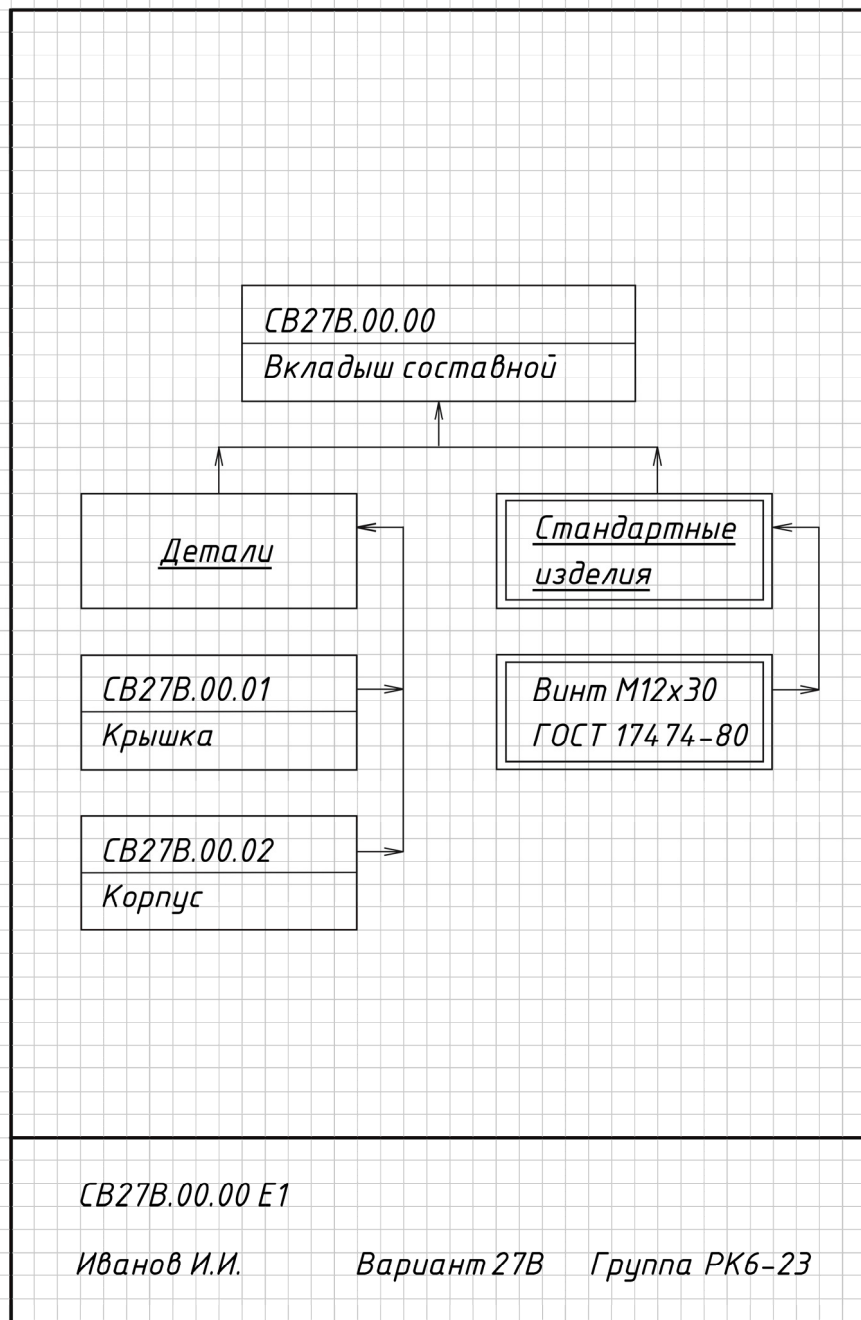 СВ27В.00.00
Вкладыш составной
Детали
Стандартные
изделия
СВ27В.00.01
Крышка
Винт М12х30
ГОСТ 17474-80
СВ27В.00.02
Корпус
СВ27В.00.00 Е1
Иванов И.И. Вариант 27В Группа РК6-23